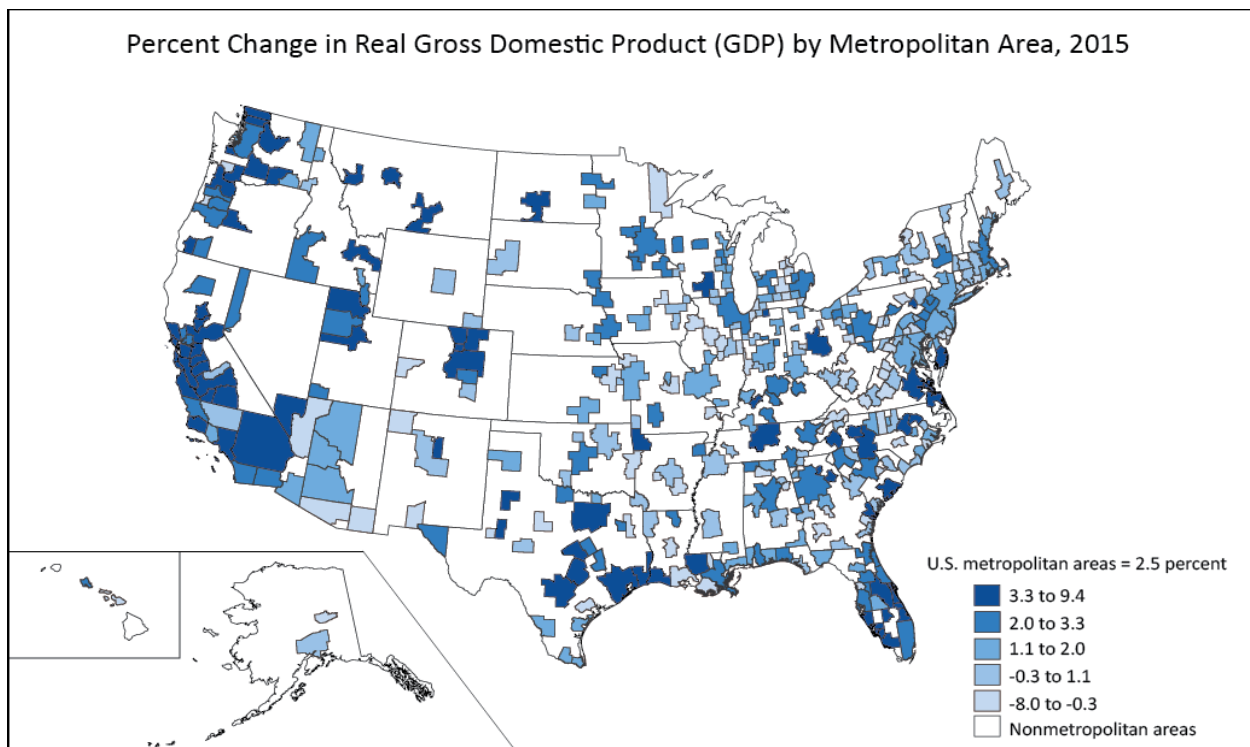 Percent Change in Real Gross Domestic Product (GDP) by Metropolitan Area, 2015
U.S. metropolitan areas = 2.5 percent
3.3 to 9.4
2.0 to 3.3
1.1 to 2.0
-0.3 to 1.1
-8.0 to -0.3
Nonmetropolitan areas